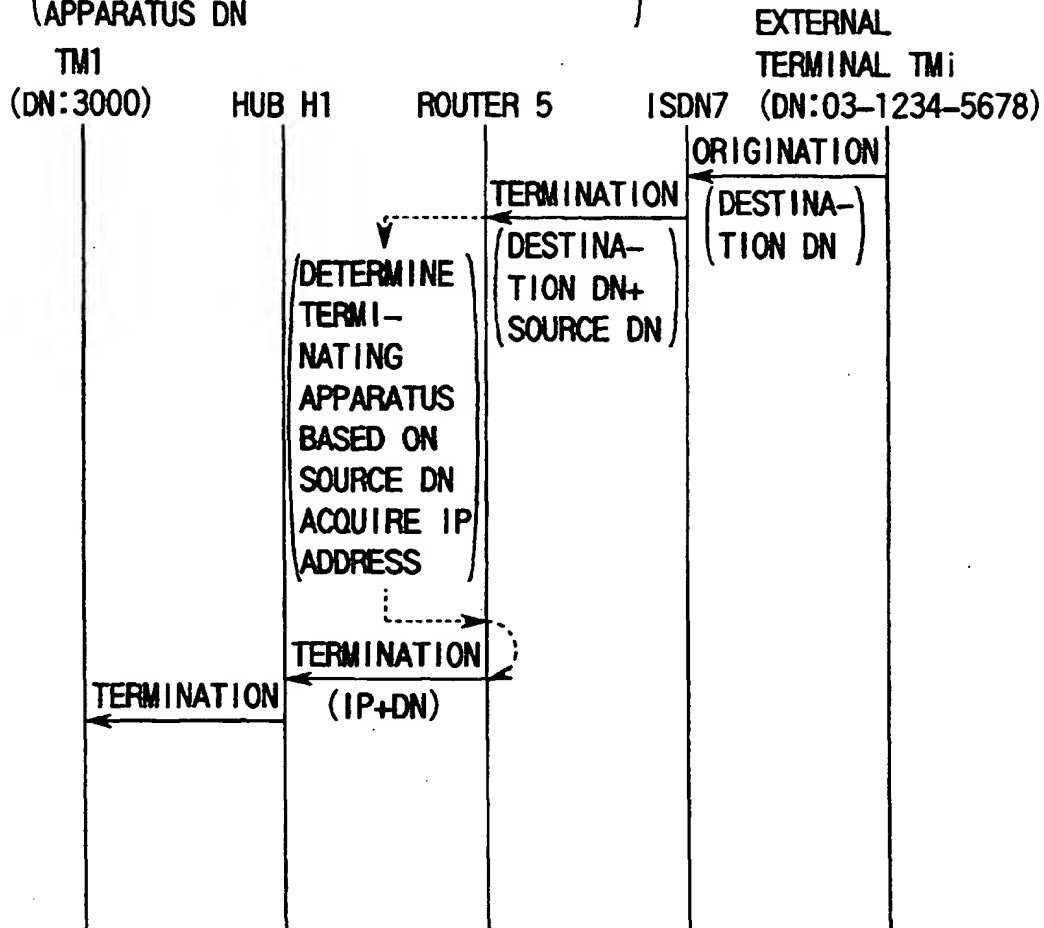 (APPARATUS DN )
EXTERNAL
TM1
TERMINAL TMi
(DN:3000) HUB H1 ROUTER 5 ISDN7 (DN:03-1234-5678)
ORIGINATION
(DESTINA-
TION DN)
TERMINATION
(DESTINA-
TION DN+
SOURCE DN)
(DETERMINE
TERMI-
NATING
APPARATUS
BASED ON
SOURCE DN
ACQUIRE IP
ADDRESS)
TERMINATION
(IP+DN)
TERMINATION